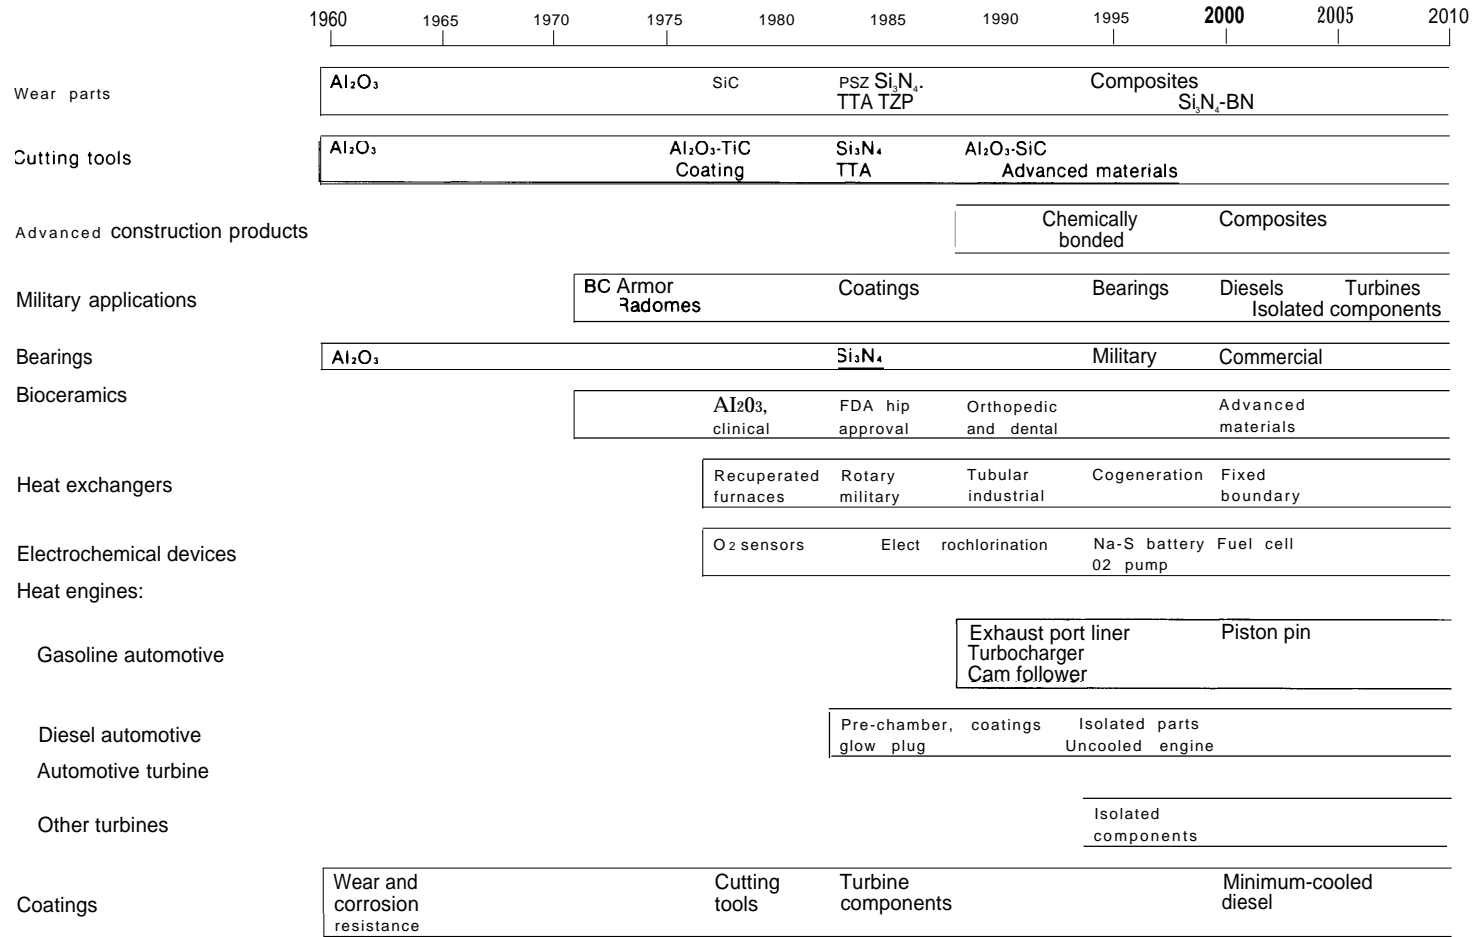 1960 1965 1970 1975 1980 1985 1990 1995 2000 2005 2010
Wear parts
Al₂O₃ SiC PSZ Si₃N₄. Composites
TTA TZP Si₃N₄-BN
Cutting tools
Al₂O₃ Al₂O₃-TiC Si₃N₄ Al₂O₃-SiC
Coating TTA Advanced materials
Advanced construction products
Chemically Composites
bonded
Military applications
BC Armor Coatings Bearings Diesels Turbines
Radomes Isolated components
Bearings Al₂O₃ Si₃N₄ Military Commercial
Bioceramics
Al2O3, FDA hip Orthopedic Advanced
clinical approval and dental materials
Heat exchangers
Recuperated Rotary Tubular Cogeneration Fixed
furnaces military industrial boundary
Electrochemical devices
O2 sensors Elect rochlorination Na-S battery Fuel cell
02 pump
Heat engines:
Gasoline automotive
Exhaust port liner Piston pin
Turbocharger
Cam follower
Diesel automotive
Pre-chamber, coatings Isolated parts
glow plug Uncooled engine
Automotive turbine
Other turbines
Isolated
components
Coatings
Wear and Cutting Turbine Minimum-cooled
corrosion tools components diesel
resistance